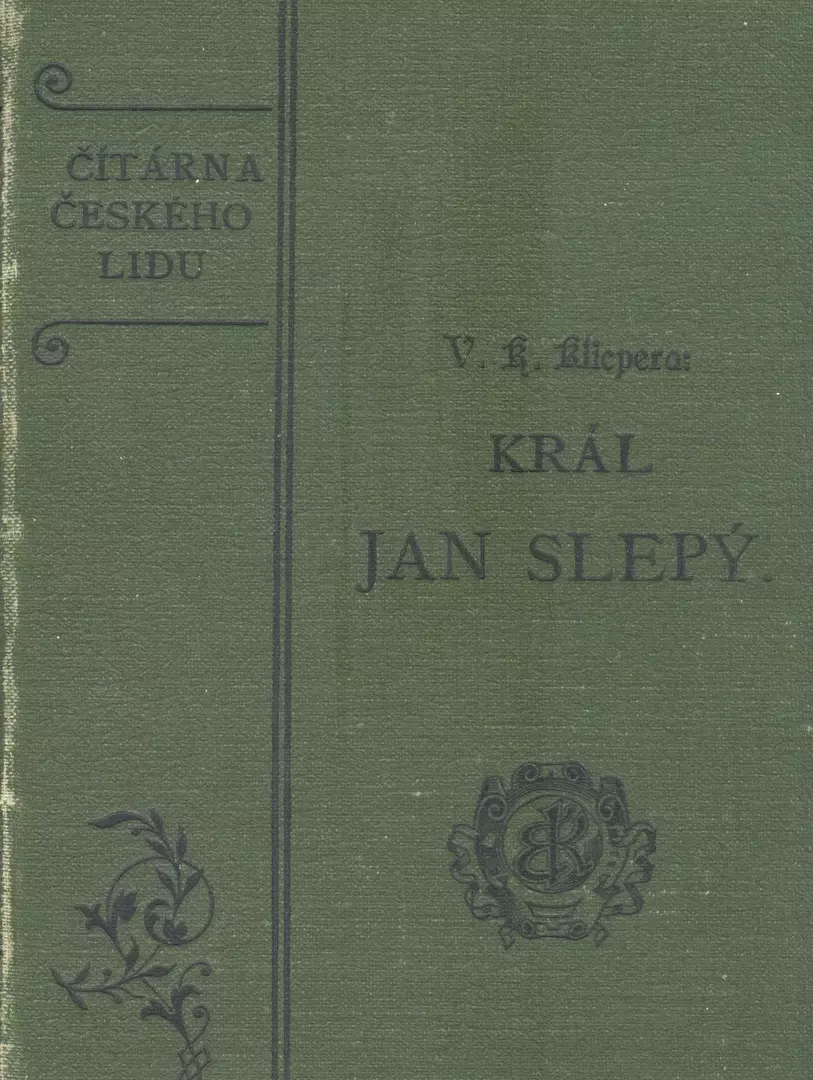 ČÍTÁRNA
ČESKÉHO
LIDU
V. K. Klicpera:
KRÁL
JAN SLEPÝ.